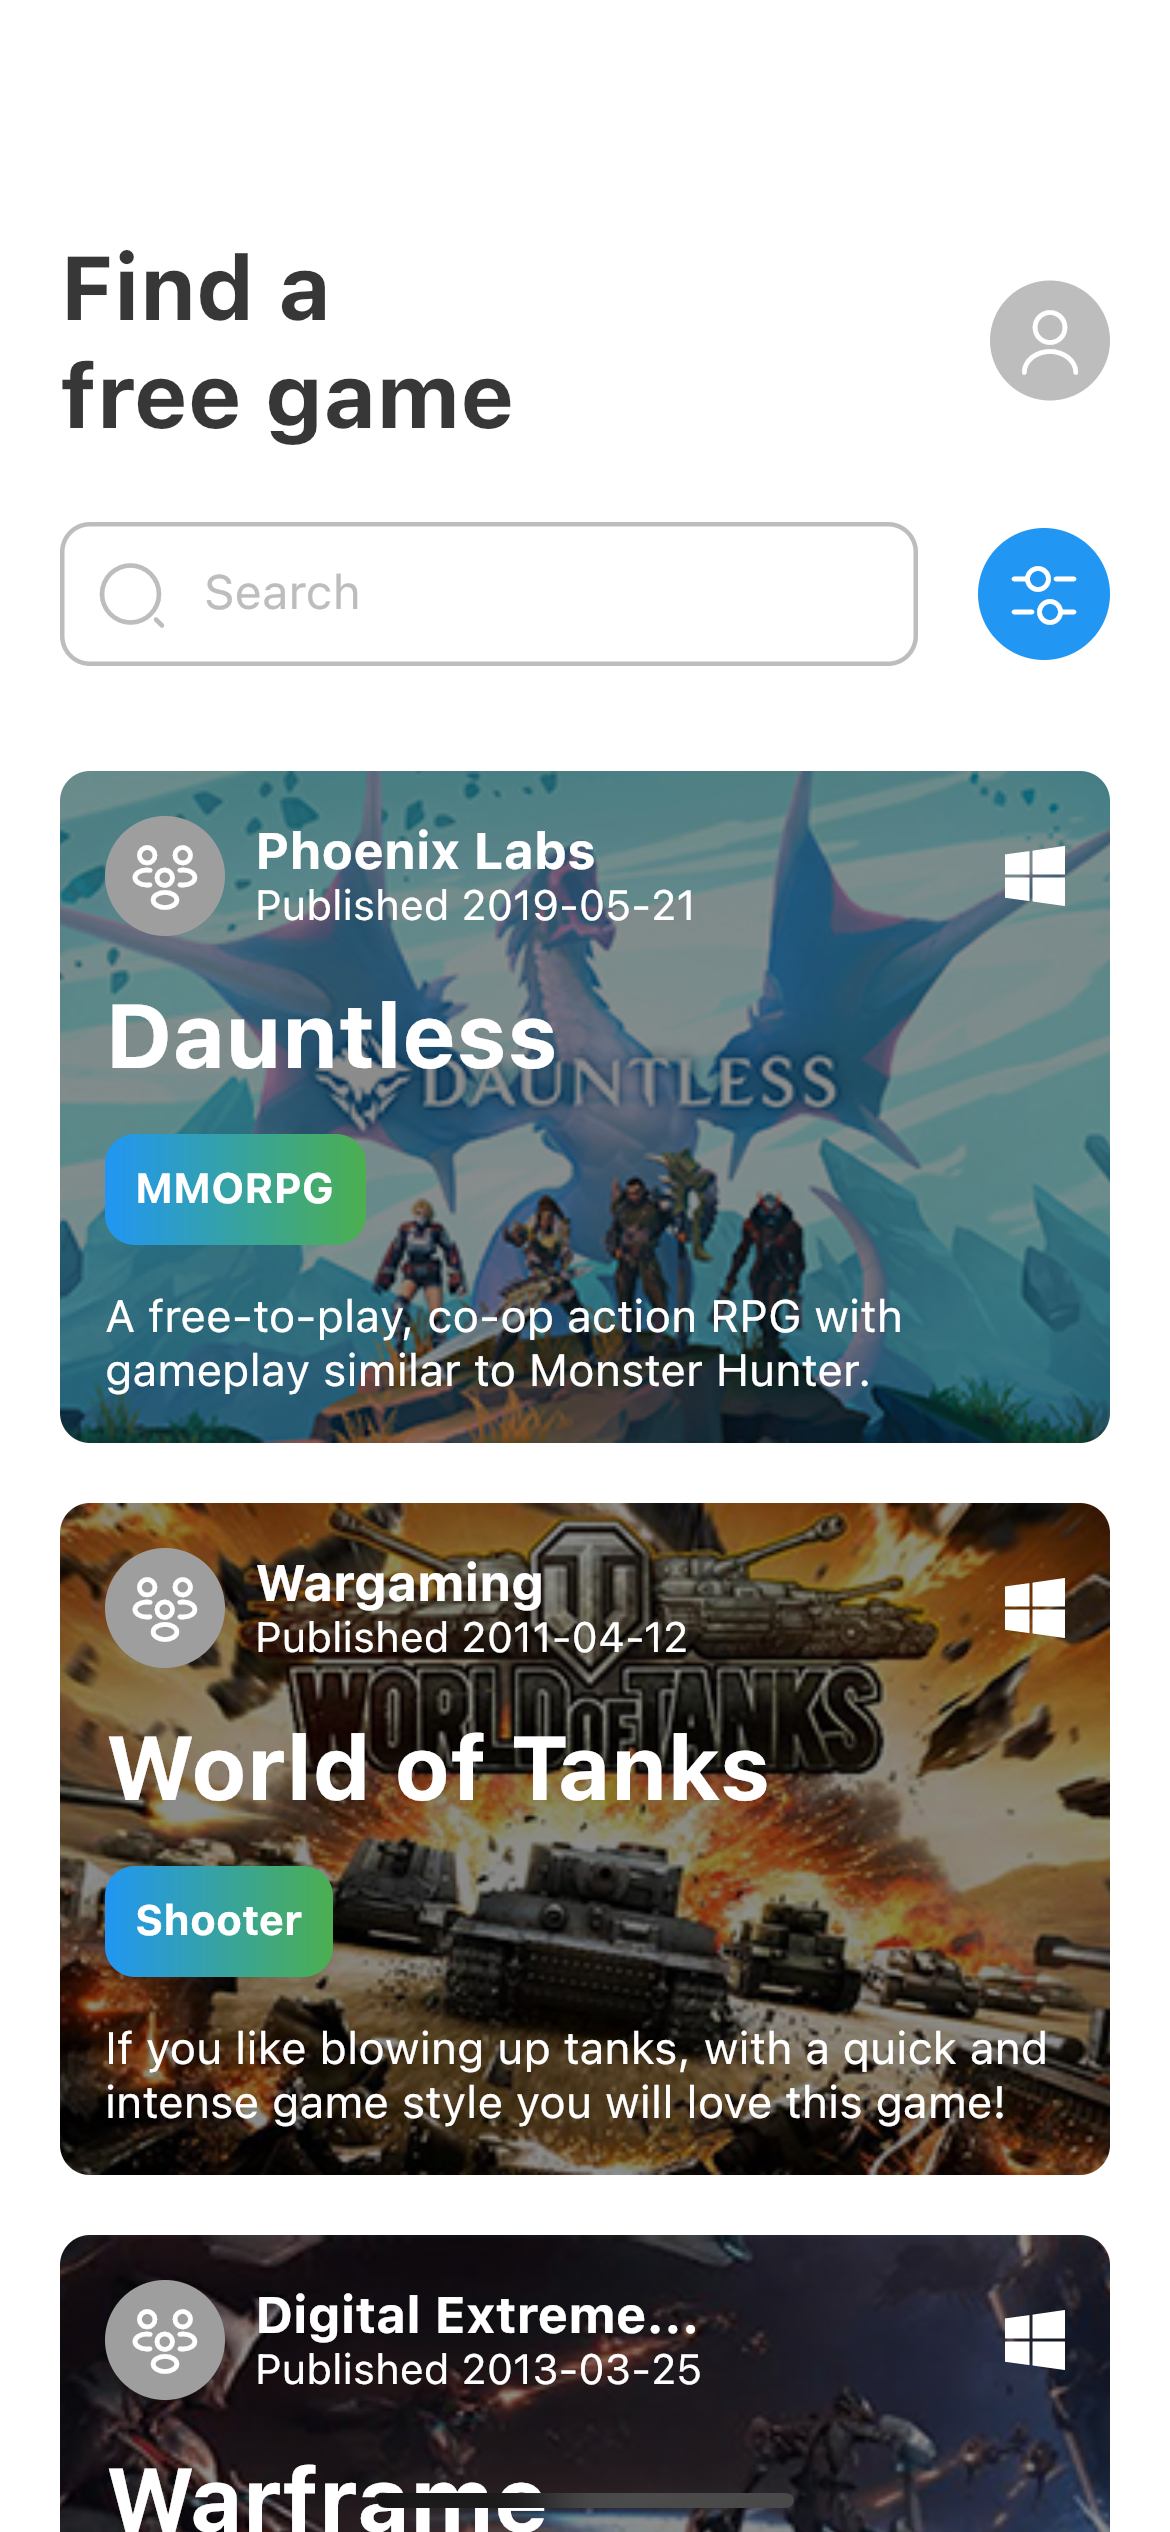 Find a
free game
Search
Phoenix Labs
Published 2019-05-21
Dauntless
DAUNTLESS
MMORPG
A free-to-play, co-op action RPG with
gameplay similar to Monster Hunter.
Wargaming
Published 2011-04-12
WORLD OF TANKS
World of Tanks
Shooter
If you like blowing up tanks, with a quick and
intense game style you will love this game!
Digital Extreme...
Published 2013-03-25
Warframe